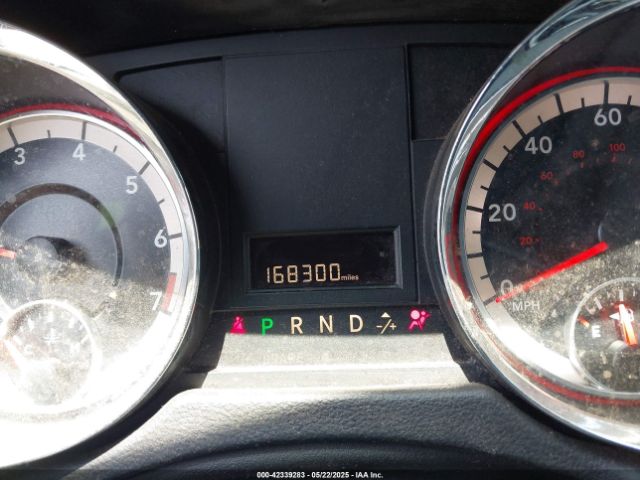 3 4 5 6 7
168300 miles
P R N D -/+
0 20 40 60
20 40 60 80 100
MPH
E
00-42339283 - 05/22/2025 - IAA Inc.